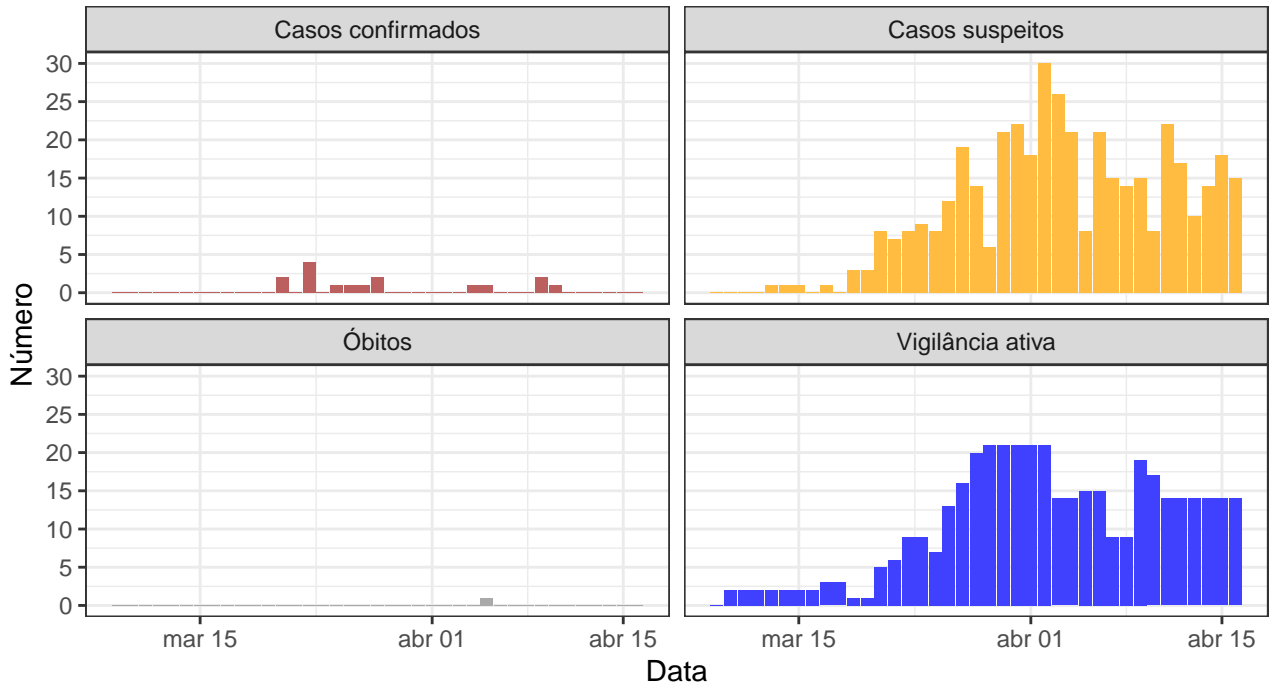 Casos confirmados
Casos suspeitos
30
25
20
15
10
5
0
Óbitos
Vigilância ativa
30
25
20
15
10
5
0
Número
mar 15
abr 01
abr 15
mar 15
abr 01
abr 15
Data